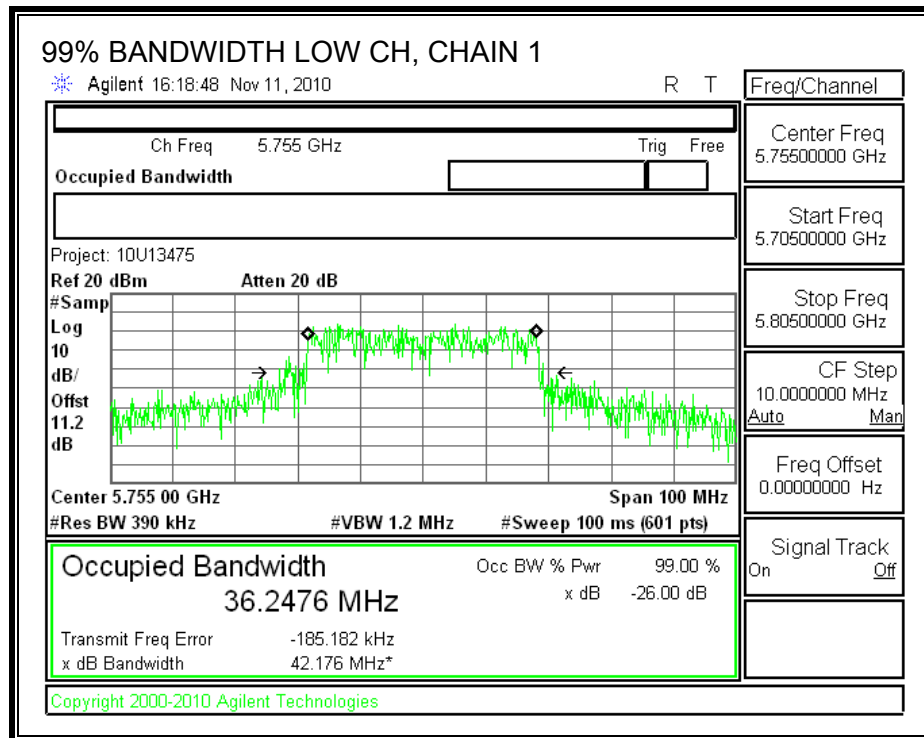 99% BANDWIDTH LOW CH, CHAIN 1
Agilent 16:18:48 Nov 11, 2010 R T
Freq/Channel
Ch Freq 5.755 GHz Trig Free
Occupied Bandwidth
Center Freq
5.75500000 GHz
Start Freq
5.70500000 GHz
Stop Freq
5.80500000 GHz
CF Step
10.0000000 MHz
Auto Man
Freq Offset
0.00000000 Hz
Signal Track
On Off
Project: 10U13475
Ref 20 dBm Atten 20 dB
#Samp
Log
10
dB/
Offst
11.2
dB
Center 5.755 00 GHz Span 100 MHz
#Res BW 390 kHz #VBW 1.2 MHz #Sweep 100 ms (601 pts)
Occupied Bandwidth Occ BW % Pwr 99.00 %
36.2476 MHz x dB -26.00 dB
Transmit Freq Error -185.182 kHz
x dB Bandwidth 42.176 MHz*
Copyright 2000-2010 Agilent Technologies